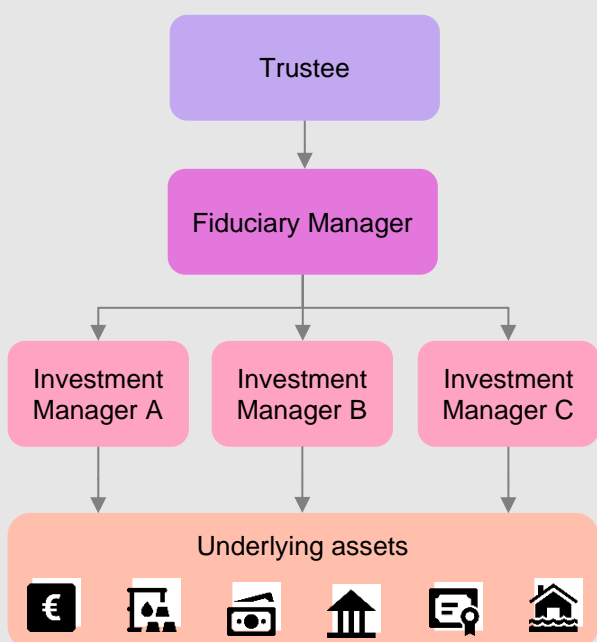 Trustee
Fiduciary Manager
Investment
Manager A
Investment
Manager B
Investment
Manager C
Underlying assets
€